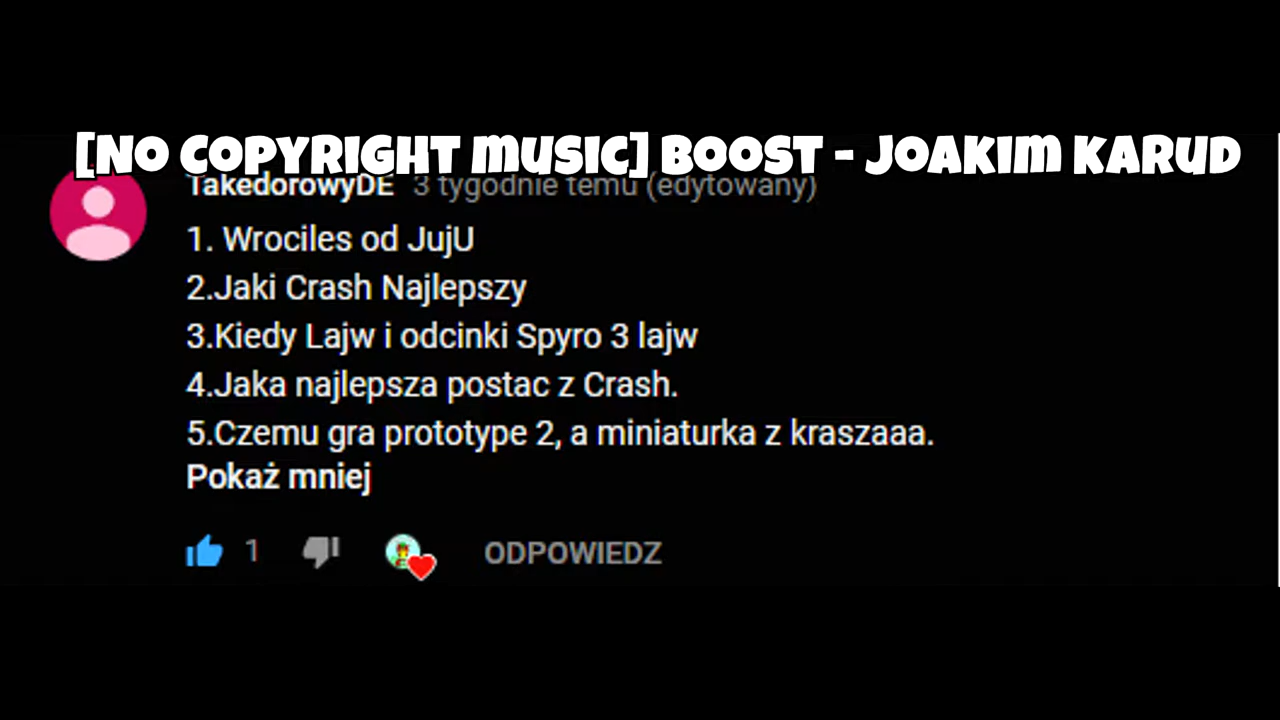 [NO COPYRIGHT MUSIC] BOOST - JOAKIM KARUD
TakedorowyDE 3 tygodnie temu (edytowany)
1. Wrociles od JujU
2.Jaki Crash Najlepszy
3.Kiedy Lajw i odcinki Spyro 3 lajw
4.Jaka najlepsza postac z Crash.
5.Czemu gra prototype 2, a miniaturka z kraszaaa.
Pokaż mniej
1 ODPOWIEDZ